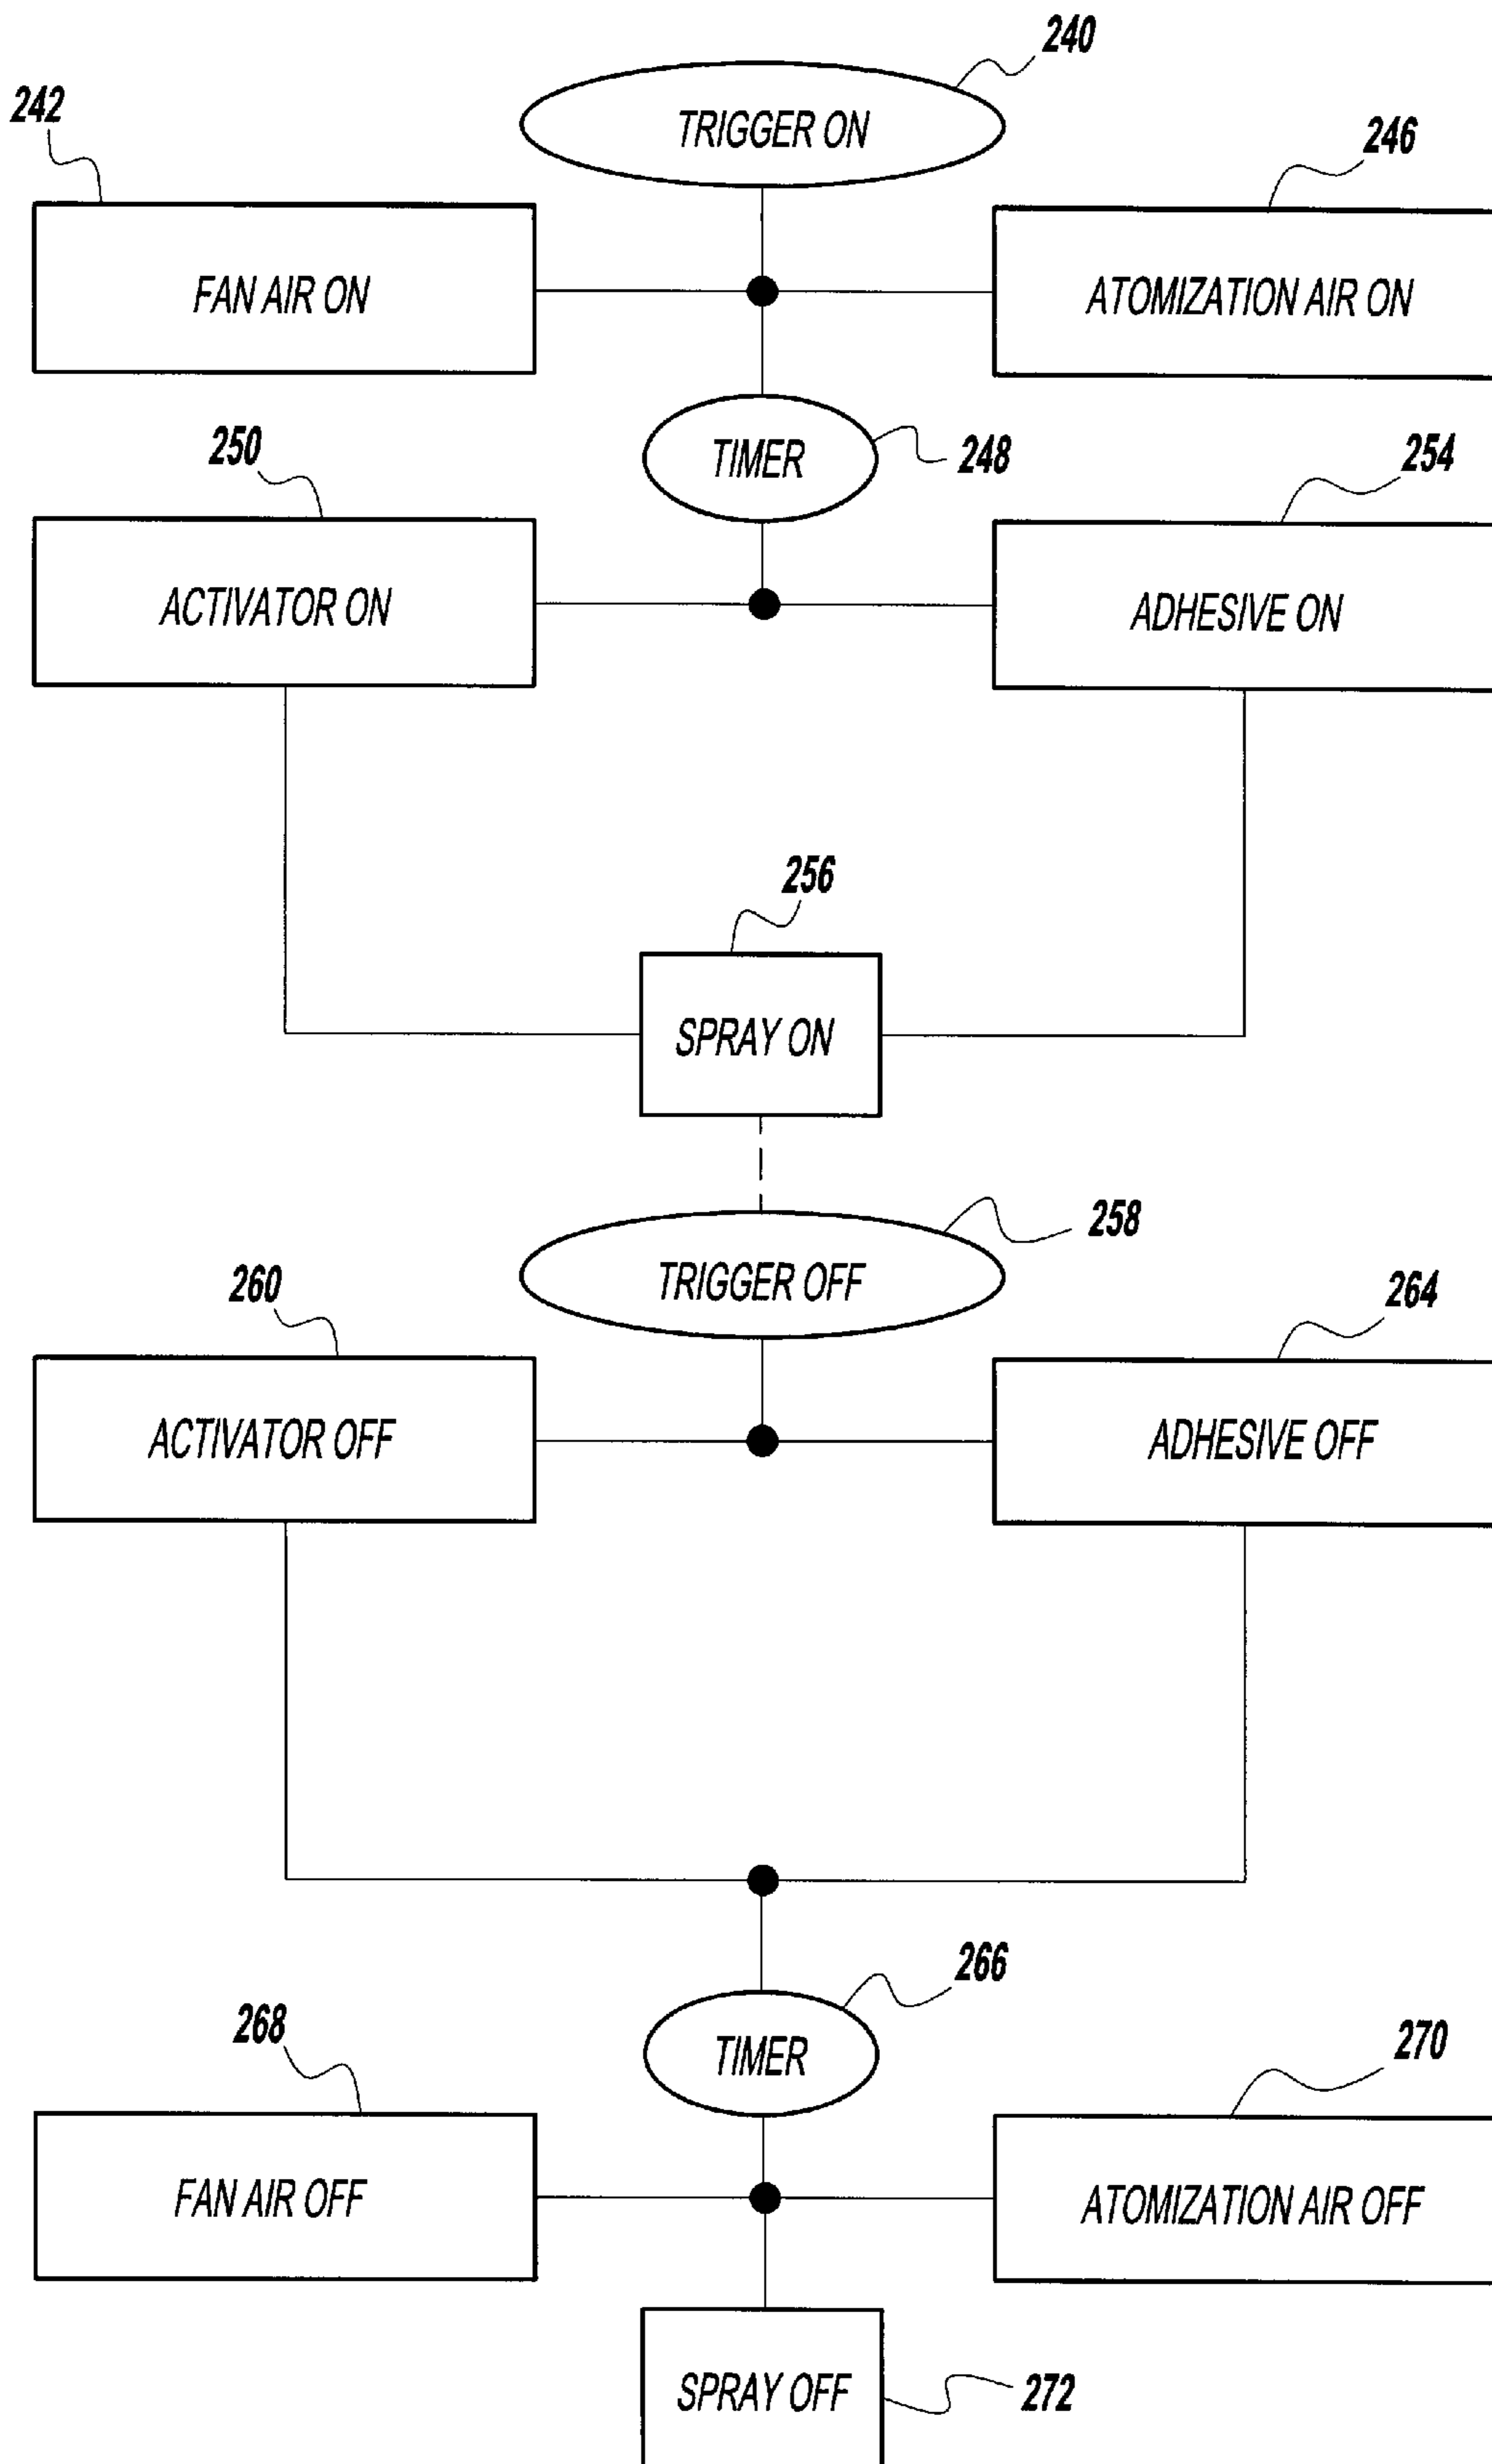 240
242
TRIGGER ON
246
FAN AIR ON
ATOMIZATION AIR ON
250
TIMER
248
254
ACTIVATOR ON
ADHESIVE ON
256
SPRAY ON
258
TRIGGER OFF
260
264
ACTIVATOR OFF
ADHESIVE OFF
266
268
TIMER
270
FAN AIR OFF
ATOMIZATION AIR OFF
SPRAY OFF
272